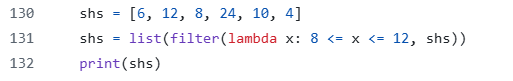 130 shs = [6, 12, 8, 24, 10, 4]
131 shs = list(filter(lambda x: 8 <= x <= 12, shs))
132 print(shs)